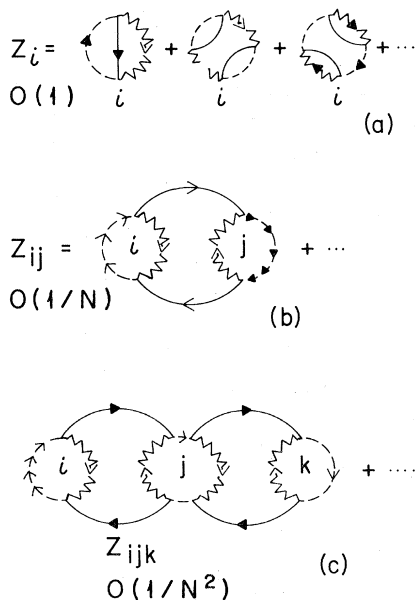 Z_i = + + + ...
i i i
O(1)
(a)
Z_ij = i j + ...
O(1/N)
(b)
i j k + ....
Z_ijk
(c)
O(1/N²)